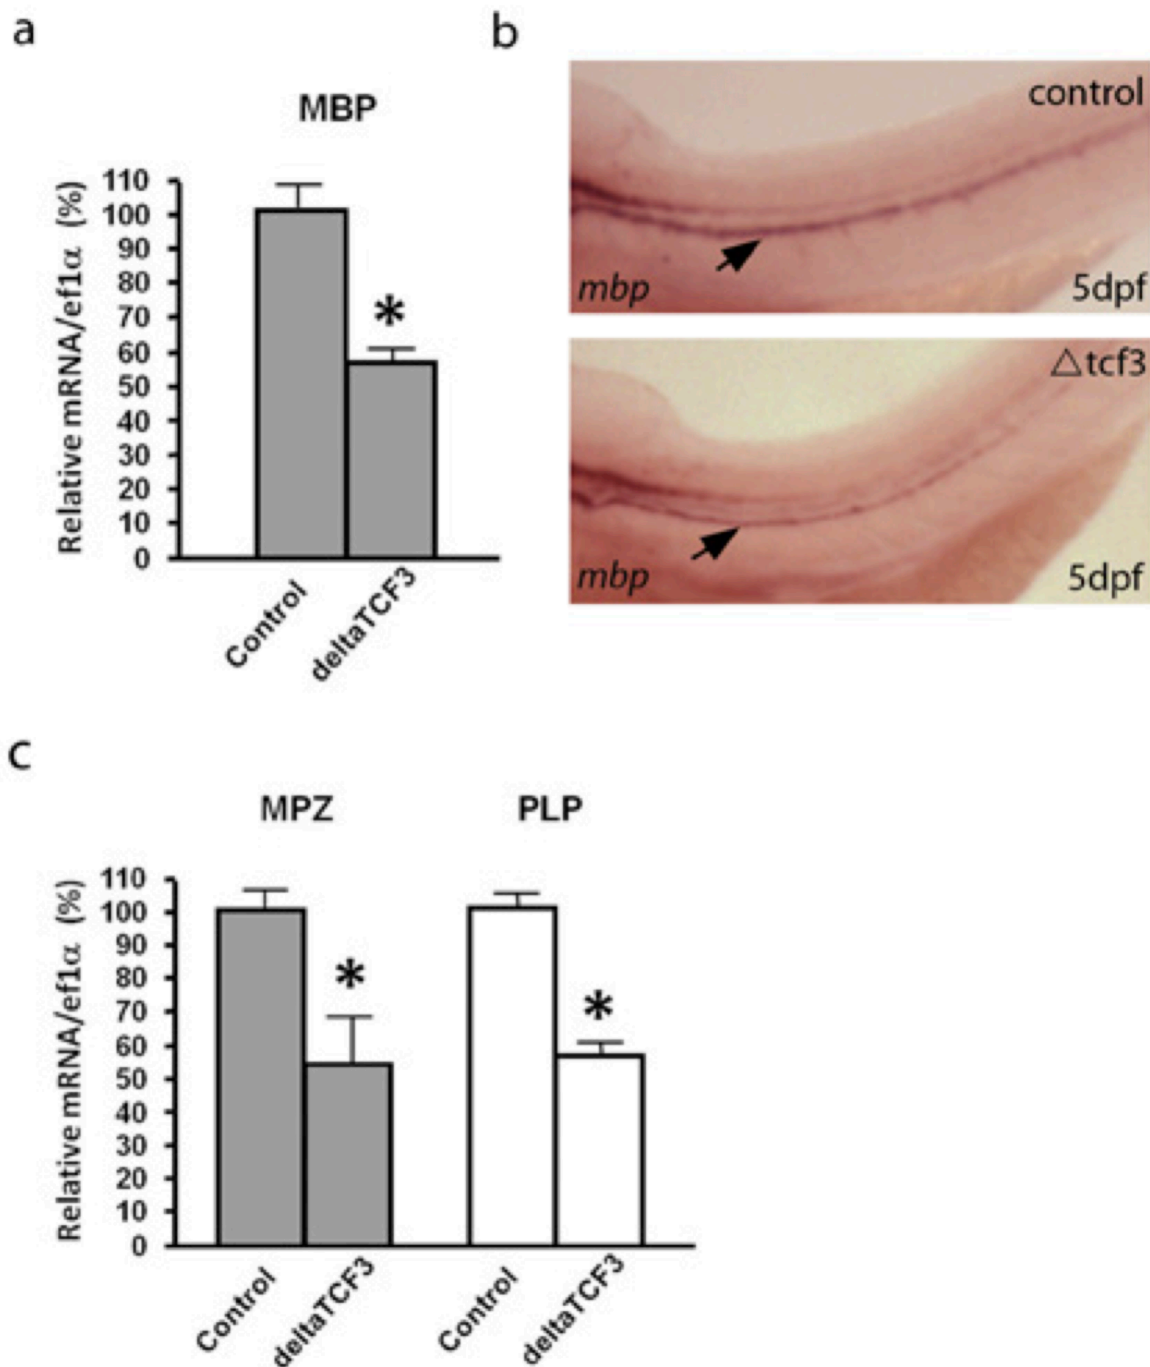 a
MBP
Relative mRNA/ef1α (%)
110
100
90
80
70
60
50
40
30
20
10
0
*
Control
deltaTCF3
b
control
mbp
5dpf
△tcf3
mbp
5dpf
c
MPZ
PLP
Relative mRNA/ef1α (%)
110
100
90
80
70
60
50
40
30
20
10
0
*
*
Control
deltaTCF3
Control
deltaTCF3